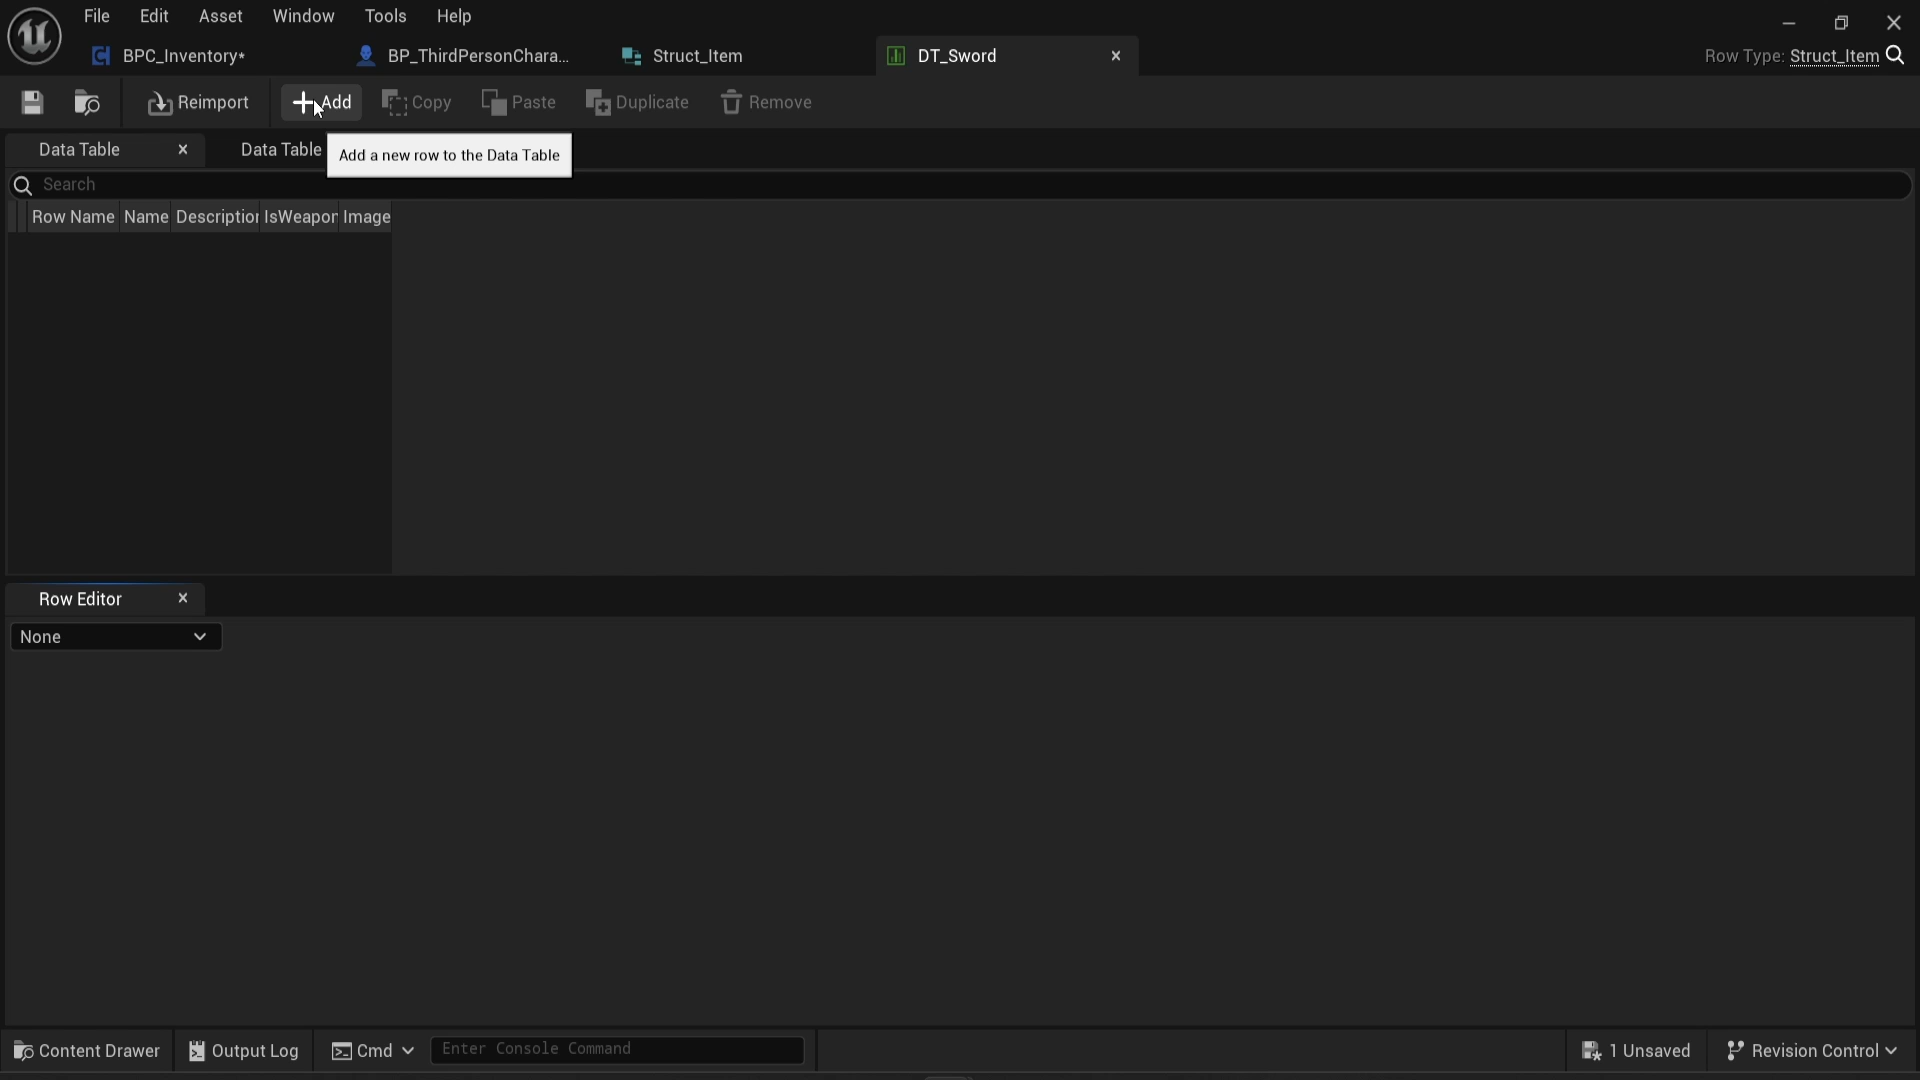 File Edit Asset Window Tools Help
BPC_Inventory* BP_ThirdPersonChara... Struct_Item DT_Sword Row Type: Struct_Item
Reimport Add Copy Paste Duplicate Remove
Data Table Data Table
Add a new row to the Data Table
Search
Row Name Name Description IsWeapon Image
Row Editor
None
Content Drawer Output Log Cmd Enter Console Command 1 Unsaved Revision Control